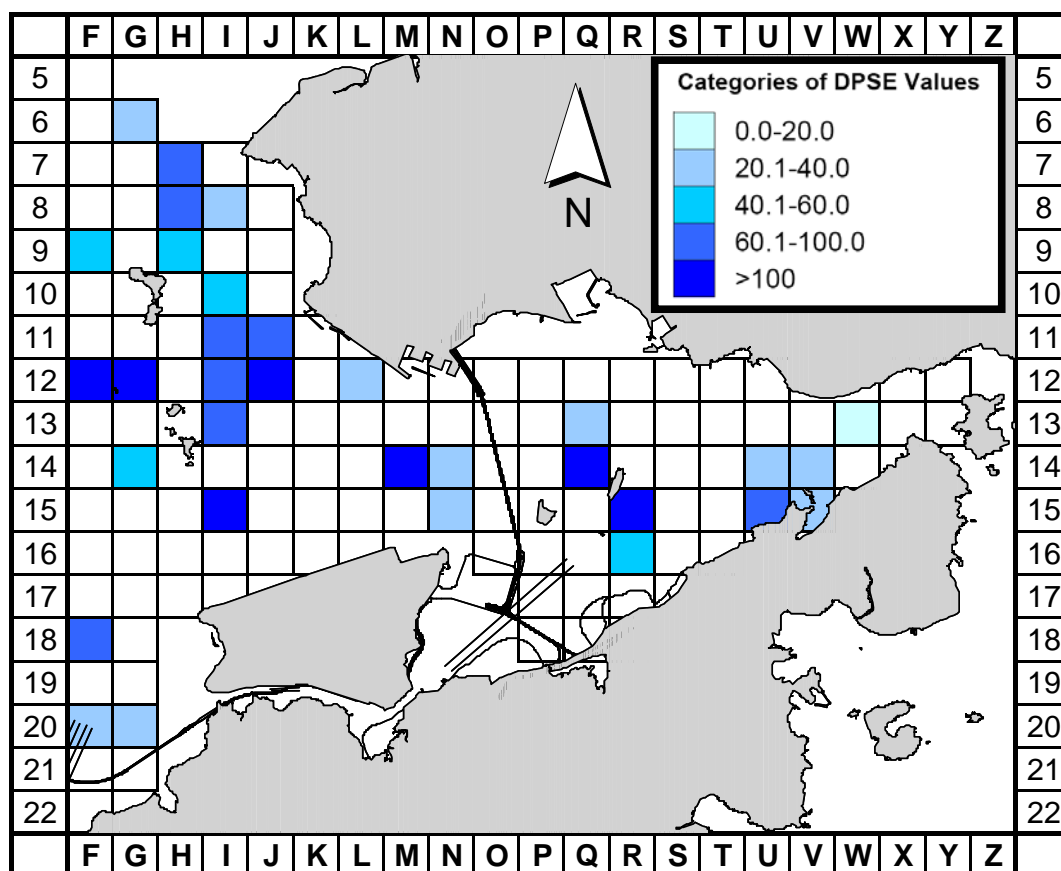 F G H I J K L M N O P Q R S T U V W X Y Z
5 5
Categories of DPSE Values
6 6
0.0-20.0
7 20.1-40.0 7
8 40.1-60.0 8
N
9 60.1-100.0 9
10 >100 10
11 11
12 12
13 13
14 14
15 15
16 16
17 17
18 18
19 19
20 20
21 21
22 22
F G H I J K L M N O P Q R S T U V W X Y Z